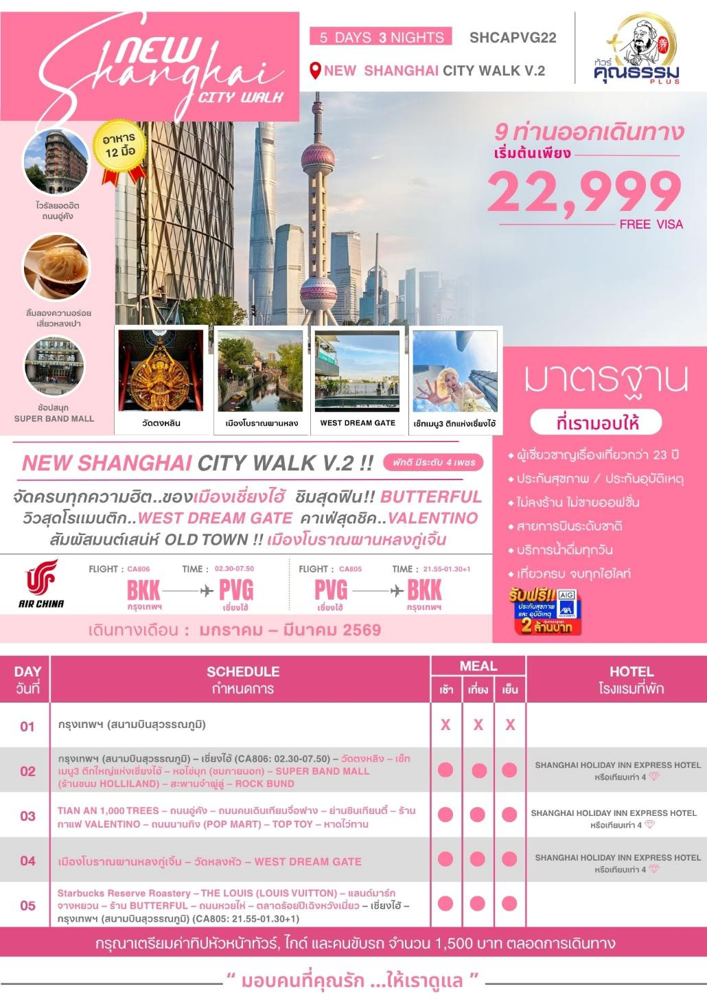 NEW
Shanghai
CITY WALK
5 DAYS 3 NIGHTS
SHCAPVG22
NEW SHANGHAI CITY WALK V.2
ทัวร์
คุณธรรม
PLUS
อาหาร
12 มื้อ
9 ท่านออกเดินทาง
เริ่มต้นเพียง
22,999
FREE VISA
ไวรัลยอดฮิต
ถนนอู่คัง
ลิ้มลองความอร่อย
เสี่ยวหลงเปา
SUPER BRAND MALL
ช้อปสนุก
SUPER BAND MALL
วัดตงหลิน
เมืองโบราณผานหลง
WEST DREAM GATE
เช็ทเมนู3 ตึกแห่งเซี่ยงไฮ้
มาตรฐาน
ที่เรามอบให้
ผู้เชี่ยวชาญเรื่องเที่ยวกว่า 23 ปี
ประกันสุขภาพ / ประกันอุบัติเหตุ
ไม่ลงร้าน ไม่ขายออฟชั่น
สายการบินระดับชาติ
บริการน้ำดื่มทุกวัน
เที่ยวครบ จบทุกไฮไลท์
รับฟรี!!
ประกันสุขภาพ
และ อุบัติเหตุ
AIG
AXA
2 ล้านบาท
NEW SHANGHAI CITY WALK V.2 !!
พักดี มีระดับ 4 เพชร
จัดครบทุกความฮิต..ของเมืองเซี่ยงไฮ้ ชิมสุดฟิน!! BUTTERFUL
วิวสุดโรแมนติก..WEST DREAM GATE คาเฟ่สุดชิค..VALENTINO
สัมพัสมนต์เสน่ห์ OLD TOWN !! เมืองโบราณผานหลงกู่เจิ้น
AIR CHINA
FLIGHT : CA806 TIME : 02.30-07.50
BKK PVG
กรุงเทพฯ เซี่ยงไฮ้
FLIGHT : CA805 TIME : 21.55-01.30+1
PVG BKK
เซี่ยงไฮ้ กรุงเทพฯ
เดินทางเดือน : มกราคม – มีนาคม 2569
DAY
วันที่
SCHEDULE
กำหนดการ
MEAL
เช้า เที่ยง เย็น
HOTEL
โรงแรมที่พัก
01
กรุงเทพฯ (สนามบินสุวรรณภูมิ)
X X X
02
กรุงเทพฯ (สนามบินสุวรรณภูมิ) – เซี่ยงไฮ้ (CA806: 02.30-07.50) – วัดตงหลิง – เช็ท
เมนู3 ตึกใหญ่แห่งเซี่ยงไฮ้ – หอไข่มุก (ชมภายนอก) – SUPER BAND MALL
(ร้านขนม HOLLILAND) – สะพานจ้าพู่ลู่ – ROCK BUND
SHANGHAI HOLIDAY INN EXPRESS HOTEL
หรือเทียบเท่า 4
03
TIAN AN 1,000 TREES – ถนนอู่คัง – ถนนคนเดินเทียนจื่อฟาง – ย่านซินเทียนตี้ – ร้าน
กาแฟ VALENTINO – ถนนนานกิง (POP MART) – TOP TOY – หาดไว่ทาน
SHANGHAI HOLIDAY INN EXPRESS HOTEL
หรือเทียบเท่า 4
04
เมืองโบราณผานหลงกู่เจิ้น – วัดหลงหัว – WEST DREAM GATE
SHANGHAI HOLIDAY INN EXPRESS HOTEL
หรือเทียบเท่า 4
05
Starbucks Reserve Roastery – THE LOUIS (LOUIS VUITTON) – แลนด์มาร์ก
จางหยวน – ร้าน BUTTERFUL – ถนนหวยไห่ – ตลาดร้อยปีเฉิงหวังเมี่ยว – เซี่ยงไฮ้ –
กรุงเทพฯ (สนามบินสุวรรณภูมิ) (CA805: 21.55-01.30+1)
กรุณาเตรียมค่าทิปหัวหน้าทัวร์, ไกด์ และคนขับรถ จำนวน 1,500 บาท ตลอดการเดินทาง
“ มอบคนที่คุณรัก ...ให้เราดูแล ”